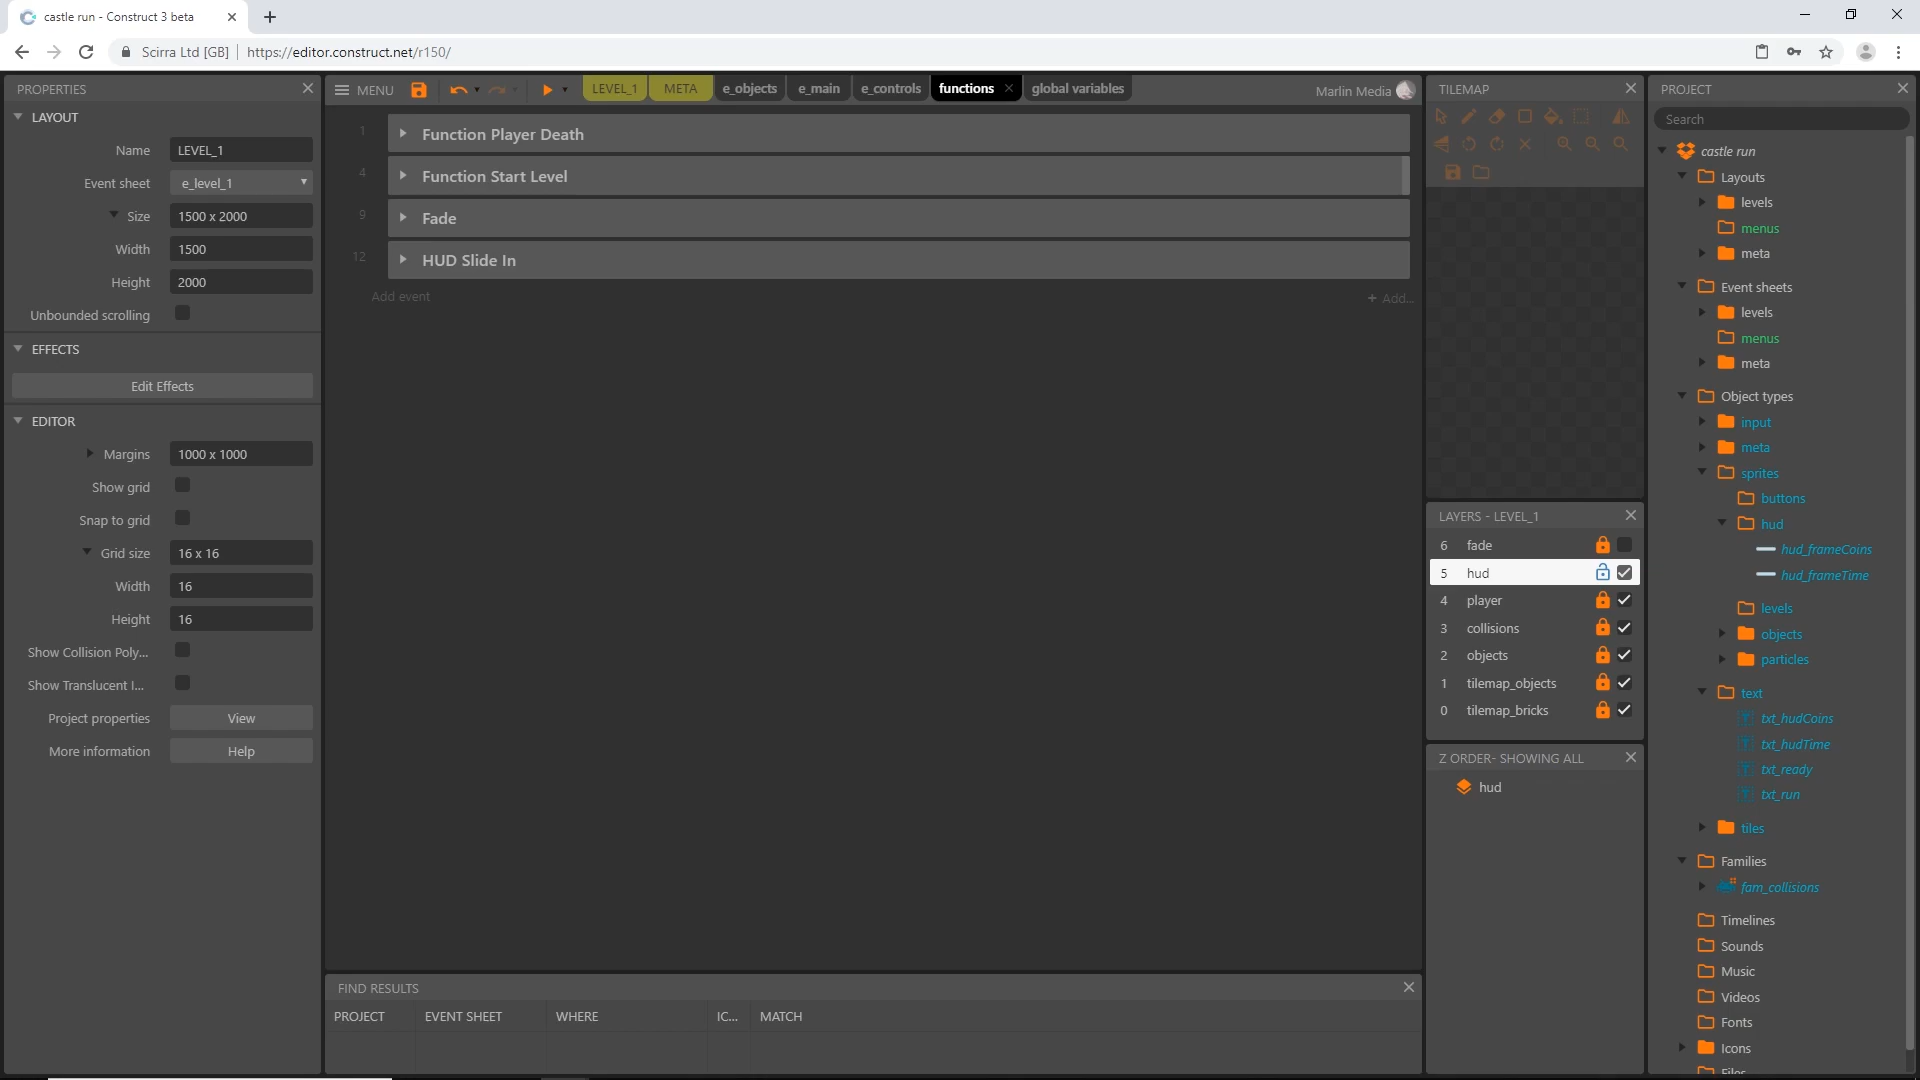 castle run - Construct 3 beta
Scirra Ltd [GB] https://editor.construct.net/r150/
PROPERTIES
LAYOUT
Name LEVEL_1
Event sheet e_level_1
Size 1500 x 2000
Width 1500
Height 2000
Unbounded scrolling
EFFECTS
Edit Effects
EDITOR
Margins 1000 x 1000
Show grid
Snap to grid
Grid size 16 x 16
Width 16
Height 16
Show Collision Poly...
Show Translucent I...
Project properties View
More information Help
MENU LEVEL_1 META e_objects e_main e_controls functions global variables Marlin Media
1 Function Player Death
4 Function Start Level
9 Fade
12 HUD Slide In
Add event + Add...
FIND RESULTS
PROJECT EVENT SHEET WHERE IC... MATCH
TILEMAP
LAYERS - LEVEL_1
6 fade
5 hud
4 player
3 collisions
2 objects
1 tilemap_objects
0 tilemap_bricks
Z ORDER- SHOWING ALL
hud
PROJECT
Search
castle run
Layouts
levels
menus
meta
Event sheets
levels
menus
meta
Object types
input
meta
sprites
buttons
hud
hud_frameCoins
hud_frameTime
levels
objects
particles
text
txt_hudCoins
txt_hudTime
txt_ready
txt_run
tiles
Families
fam_collisions
Timelines
Sounds
Music
Videos
Fonts
Icons
Files